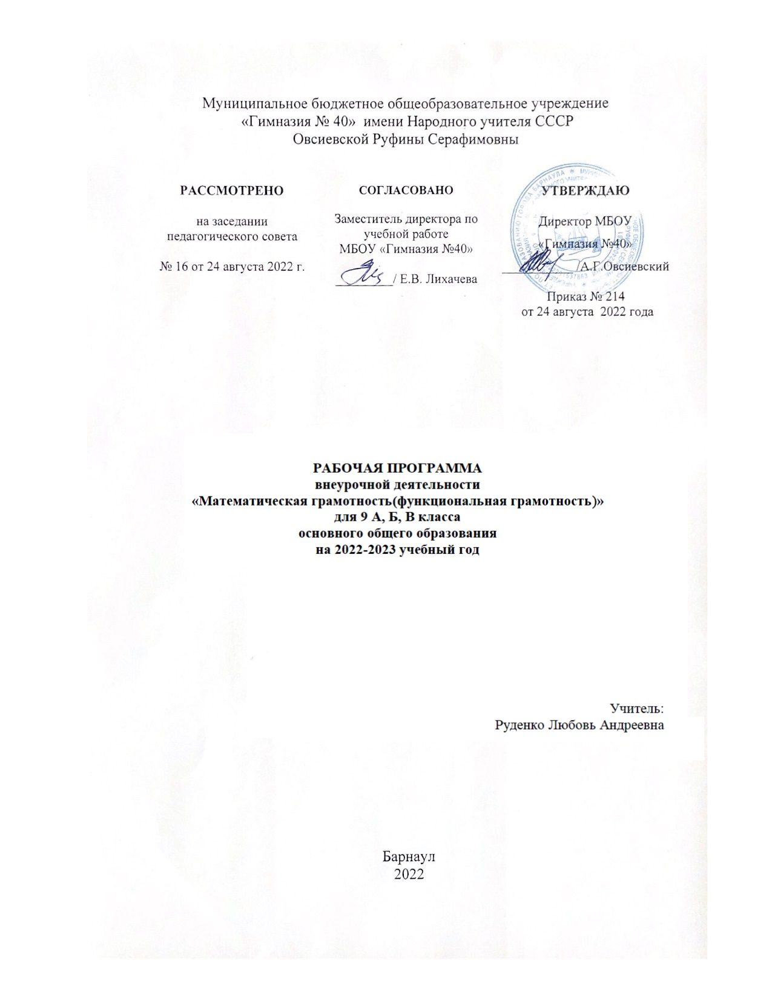 Муниципальное бюджетное общеобразовательное учреждение
«Гимназия № 40» имени Народного учителя СССР
Овсиевской Руфины Серафимовны
РАССМОТРЕНО
на заседании
педагогического совета
№ 16 от 24 августа 2022 г.
СОГЛАСОВАНО
Заместитель директора по
учебной работе
МБОУ «Гимназия №40»
_________/ Е.В. Лихачева
УТВЕРЖДАЮ
Директор МБОУ
«Гимназия №40»
____________/А.Г.Овсиевский
Приказ № 214
от 24 августа 2022 года
РАБОЧАЯ ПРОГРАММА
внеурочной деятельности
«Математическая грамотность(функциональная грамотность)»
для 9 А, Б, В класса
основного общего образования
на 2022-2023 учебный год
Учитель:
Руденко Любовь Андреевна
Барнаул
2022